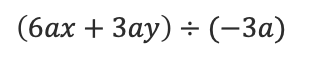 (6ax + 3ay) ÷ (−3a)